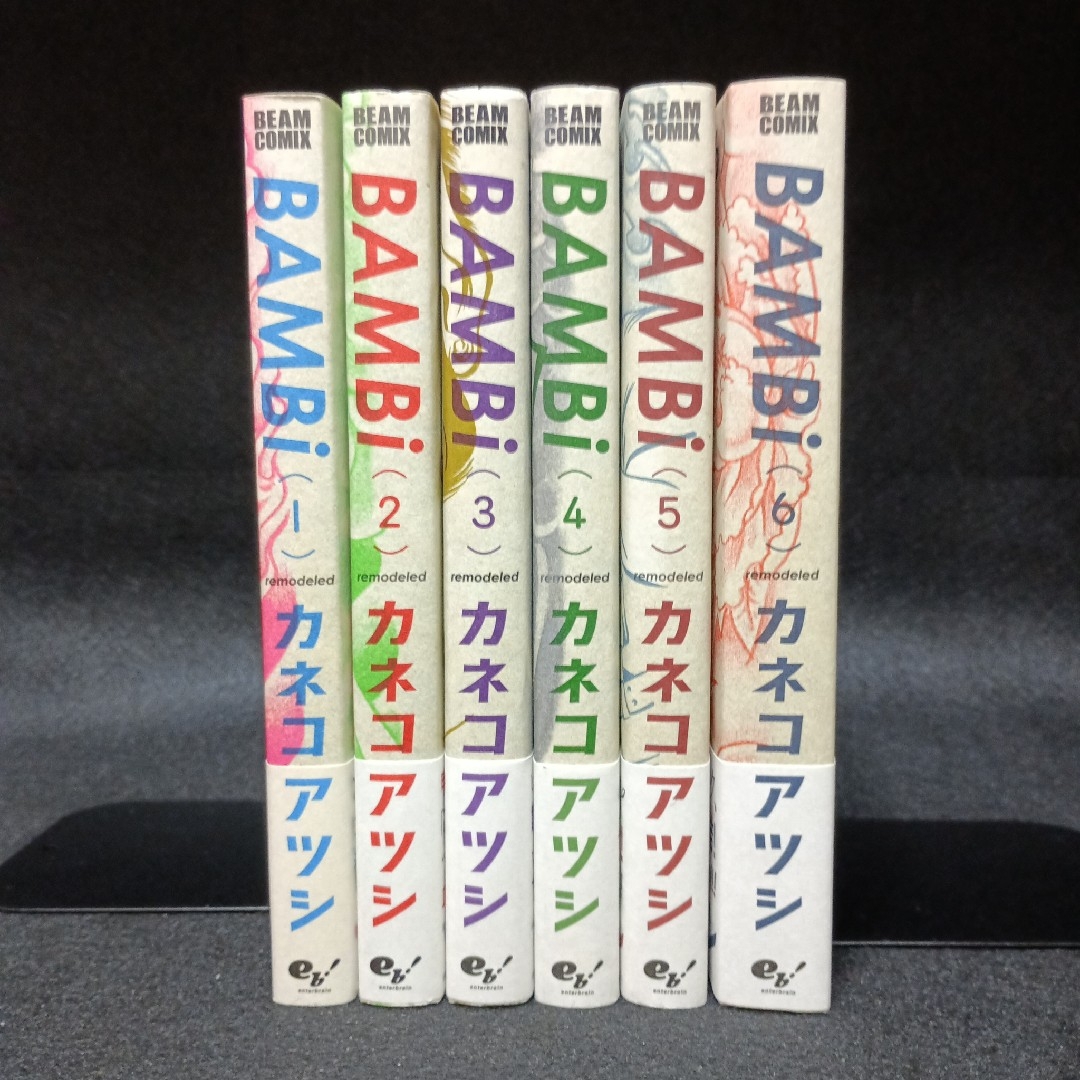 BEAM
COMIX
BAMBi
(1)
remodeled
カネコアツシ
eb!
enterbrain
BEAM
COMIX
BAMBi
(2)
remodeled
カネコアツシ
eb!
enterbrain
BEAM
COMIX
BAMBi
(3)
remodeled
カネコアツシ
eb!
enterbrain
BEAM
COMIX
BAMBi
(4)
remodeled
カネコアツシ
eb!
enterbrain
BEAM
COMIX
BAMBi
(5)
remodeled
カネコアツシ
eb!
enterbrain
BEAM
COMIX
BAMBi
(6)
remodeled
カネコアツシ
eb!
enterbrain